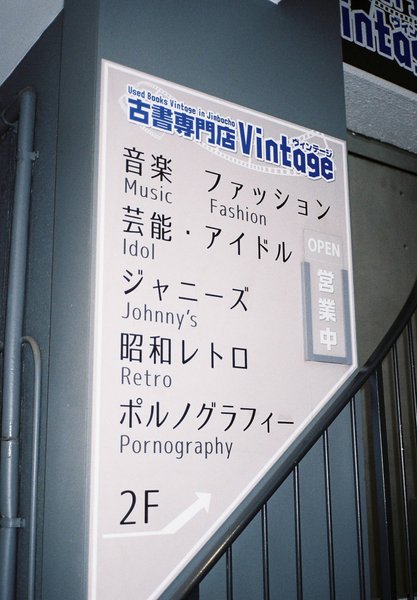 Used Books Vintage in Jinbocho
古書専門店 Vintage
ヴィンテージ
音楽 ファッション
Music Fashion
芸能・アイドル
Idol
OPEN
営業中
ジャニーズ
Johnny's
昭和レトロ
Retro
ポルノグラフィー
Pornography
2F